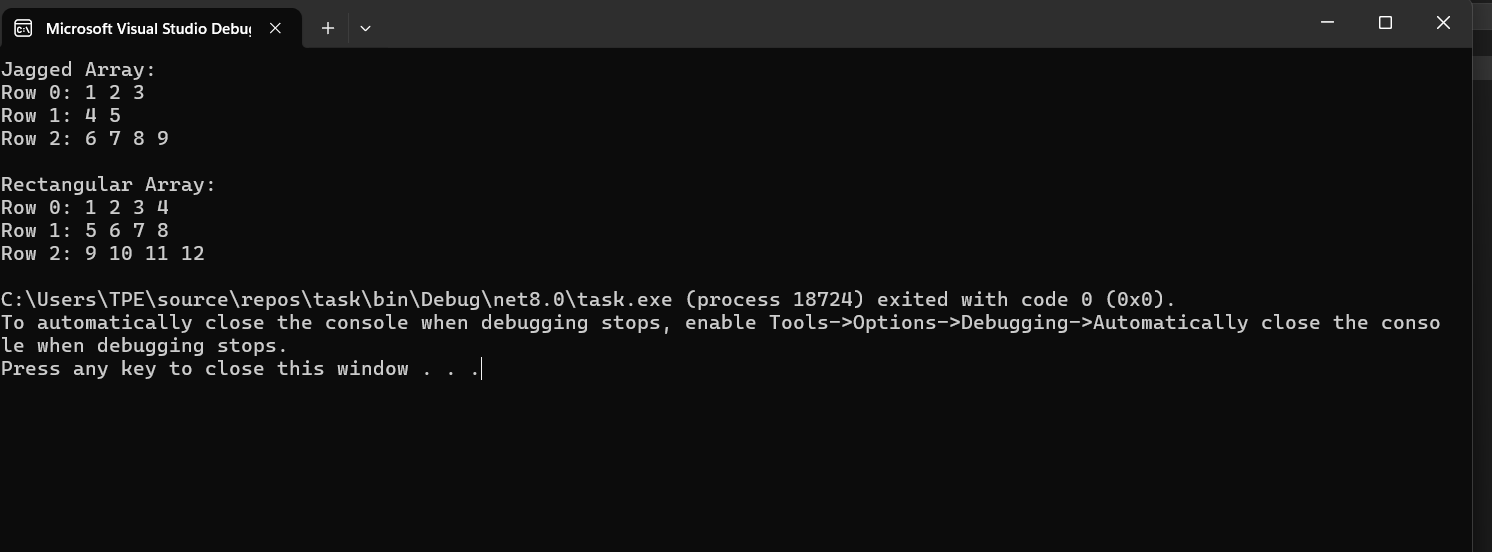 Microsoft Visual Studio Debug
Jagged Array:
Row 0: 1 2 3
Row 1: 4 5
Row 2: 6 7 8 9
Rectangular Array:
Row 0: 1 2 3 4
Row 1: 5 6 7 8
Row 2: 9 10 11 12
C:\Users\TPE\source\repos\task\bin\Debug\net8.0\task.exe (process 18724) exited with code 0 (0x0).
To automatically close the console when debugging stops, enable Tools->Options->Debugging->Automatically close the conso
le when debugging stops.
Press any key to close this window . . .